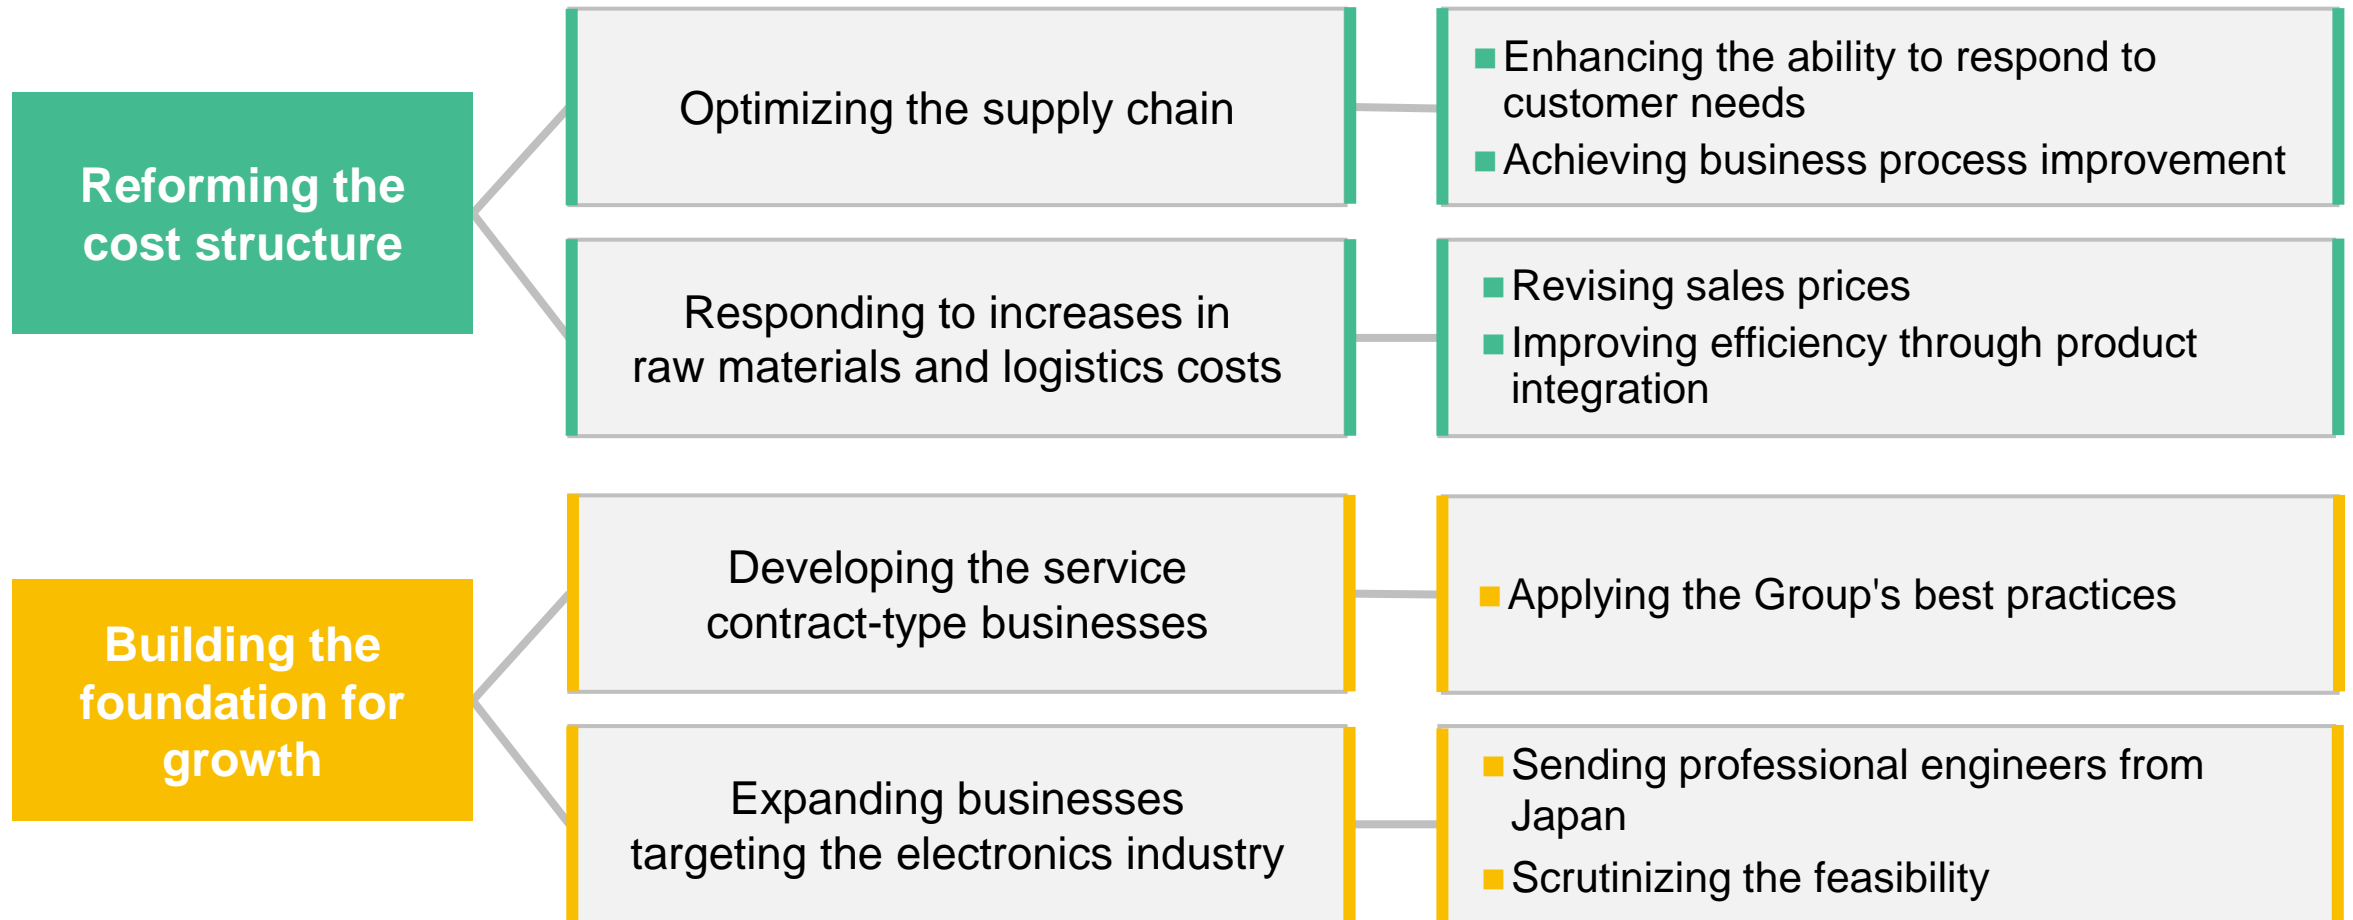 Reforming the
cost structure
Optimizing the supply chain
Enhancing the ability to respond to
customer needs
Achieving business process improvement
Responding to increases in
raw materials and logistics costs
Revising sales prices
Improving efficiency through product
integration
Building the
foundation for
growth
Developing the service
contract-type businesses
Applying the Group's best practices
Expanding businesses
targeting the electronics industry
Sending professional engineers from
Japan
Scrutinizing the feasibility